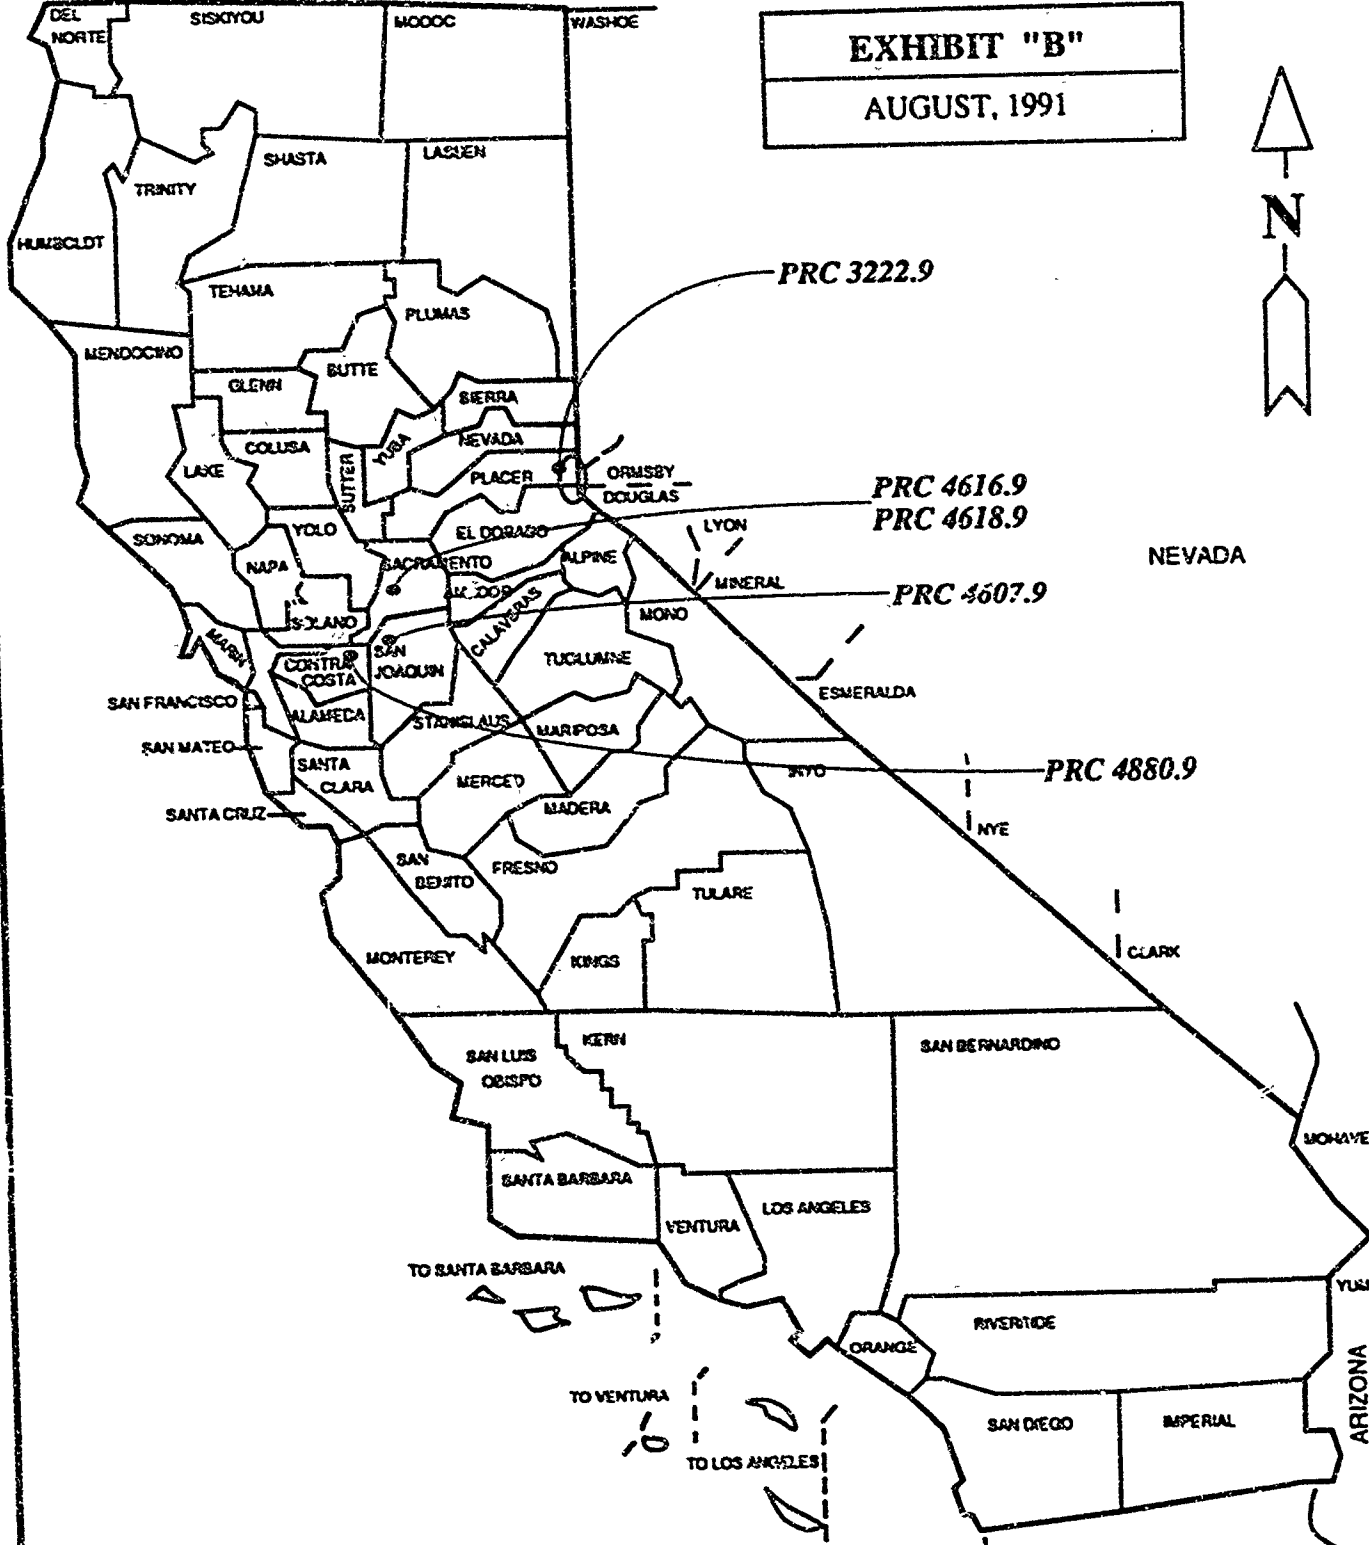 DEL
NORTE
SISKIYOU
MODOC
WASHOE
EXHIBIT "B"
AUGUST, 1991
N
SHASTA
LASSEN
TRINITY
HUMBOLDT
PRC 3222.9
TEHAMA
PLUMAS
MENDOCINO
BUTTE
GLENN
SIERRA
COLUSA
YUBA
NEVADA
LAKE
SUTTER
PLACER
ORMSBY
DOUGLAS
PRC 4616.9
PRC 4618.9
SONOMA
YOLO
EL DORADO
LYON
NEVADA
NAPA
SACRAMENTO
ALPINE
AMADOR
MINERAL
PRC 4607.9
SOLANO
CALAVERAS
MONO
MARIN
CONTRA
COSTA
SAN
JOAQUIN
TUOLUMNE
SAN FRANCISCO
ALAMEDA
STANISLAUS
MARIPOSA
ESMERALDA
SAN MATEO
SANTA
CLARA
MERCED
INYO
PRC 4880.9
SANTA CRUZ
MADERA
NYE
SAN
BENITO
FRESNO
TULARE
MONTEREY
KINGS
CLARK
SAN LUIS
OBISPO
KERN
SAN BERNARDINO
MOHAVE
SANTA BARBARA
VENTURA
LOS ANGELES
TO SANTA BARBARA
YU
RIVERSIDE
ORANGE
ARIZONA
TO VENTURA
SAN DIEGO
IMPERIAL
TO LOS ANGELES